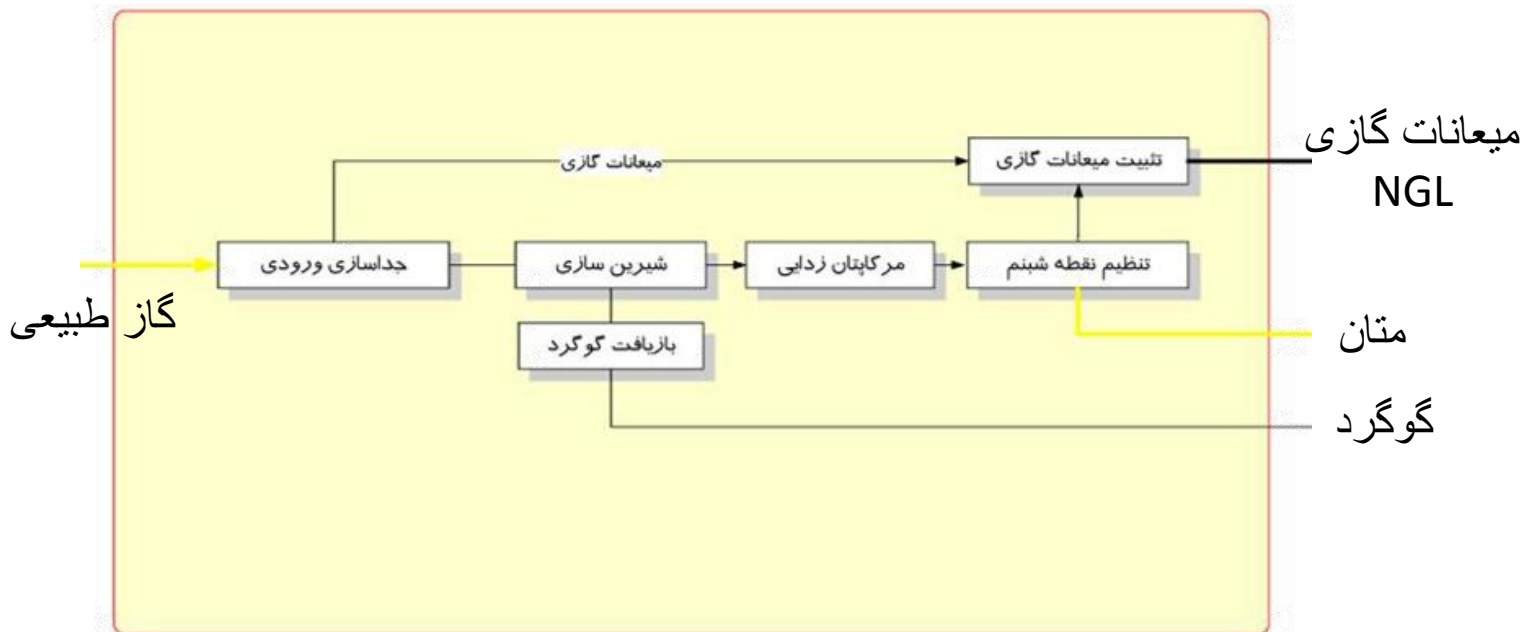 میعانات گازی
NGL
میعانات گازی
تثبیت میعانات گازی
گاز طبیعی
جداسازی ورودی
شیرین سازی
مرکاپتان زدایی
تنظیم نقطه شبنم
بازیافت گوگرد
متان
گوگرد